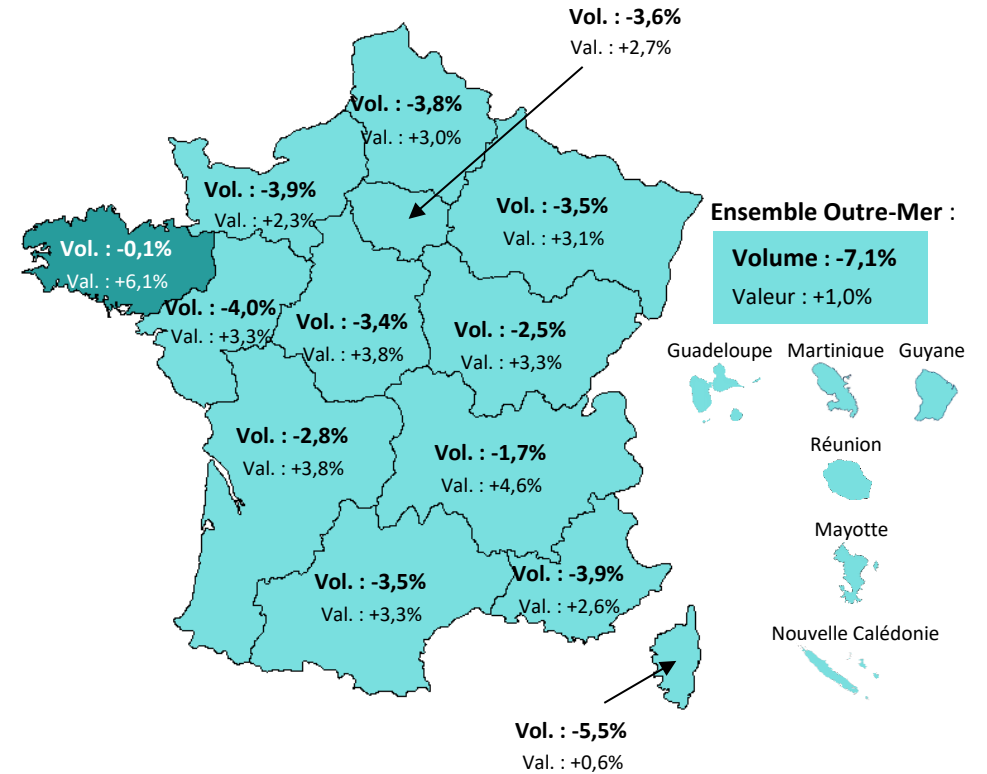 Vol. : -3,6%
Val. : +2,7%
Vol. : -3,8%
Val. : +3,0%
Vol. : -3,9%
Val. : +2,3%
Vol. : -3,5%
Val. : +3,1%
Ensemble Outre-Mer :
Volume : -7,1%
Valeur : +1,0%
Vol. : -0,1%
Val. : +6,1%
Vol. : -4,0%
Val. : +3,3%
Vol. : -3,4%
Val. : +3,8%
Vol. : -2,5%
Val. : +3,3%
Guadeloupe Martinique Guyane
Vol. : -2,8%
Val. : +3,8%
Vol. : -1,7%
Val. : +4,6%
Réunion
Mayotte
Vol. : -3,5%
Val. : +3,3%
Vol. : -3,9%
Val. : +2,6%
Nouvelle Calédonie
Vol. : -5,5%
Val. : +0,6%